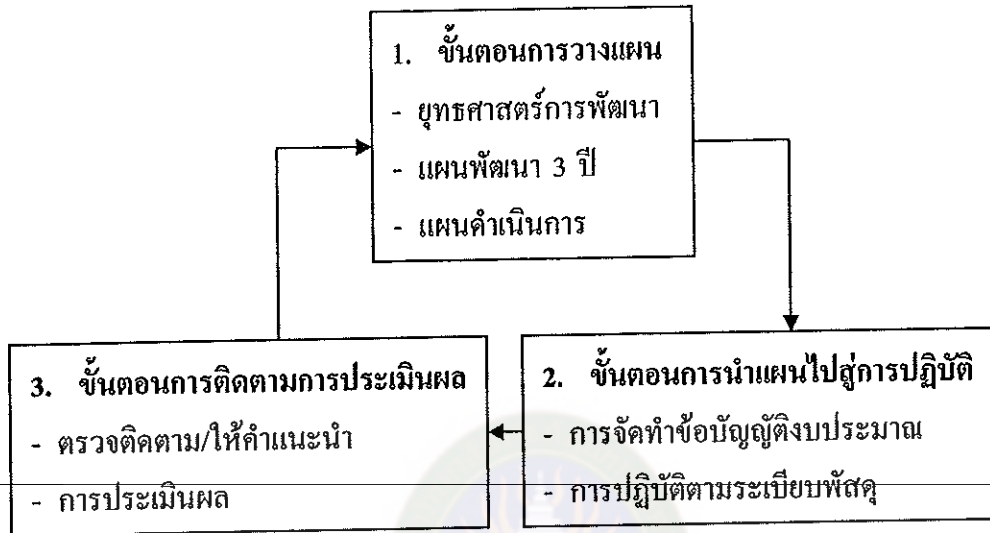 1. ขั้นตอนการวางแผน
- ยุทธศาสตร์การพัฒนา
- แผนพัฒนา 3 ปี
- แผนดำเนินการ
2. ขั้นตอนการนำแผนไปสู่การปฏิบัติ
- การจัดทำข้อบัญญัติงบประมาณ
- การปฏิบัติตามระเบียบพัสดุ
3. ขั้นตอนการติดตามการประเมินผล
- ตรวจติดตาม/ให้คำแนะนำ
- การประเมินผล